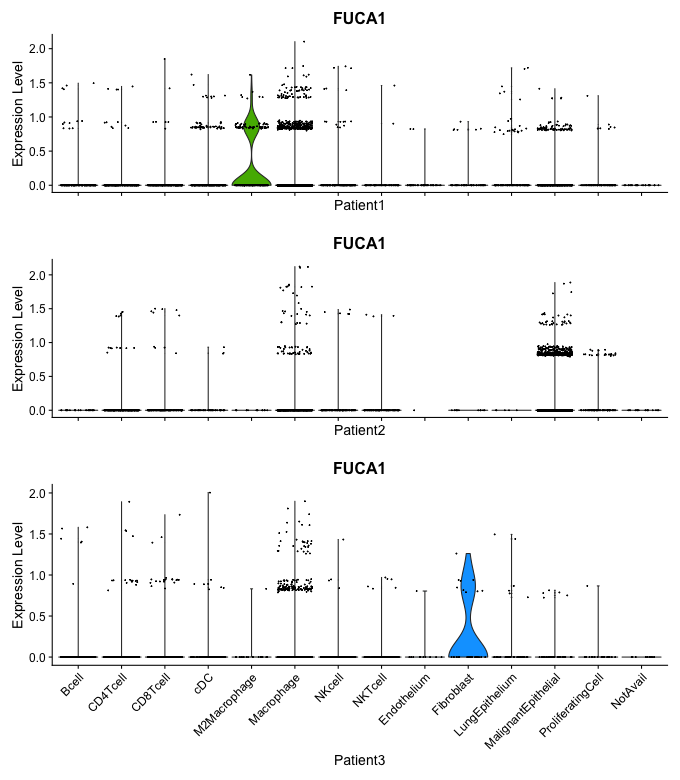 FUCA1
Expression Level
2.0
1.5
1.0
0.5
0.0
Patient1
FUCA1
Expression Level
2.0
1.5
1.0
0.5
0.0
Patient2
FUCA1
Expression Level
2.0
1.5
1.0
0.5
0.0
Bcell
CD4Tcell
CD8Tcell
cDC
M2Macrophage
Macrophage
NKcell
NKTcell
Endothelium
Fibroblast
LungEpithelium
MalignantEpithelial
ProliferatingCell
NotAvail
Patient3